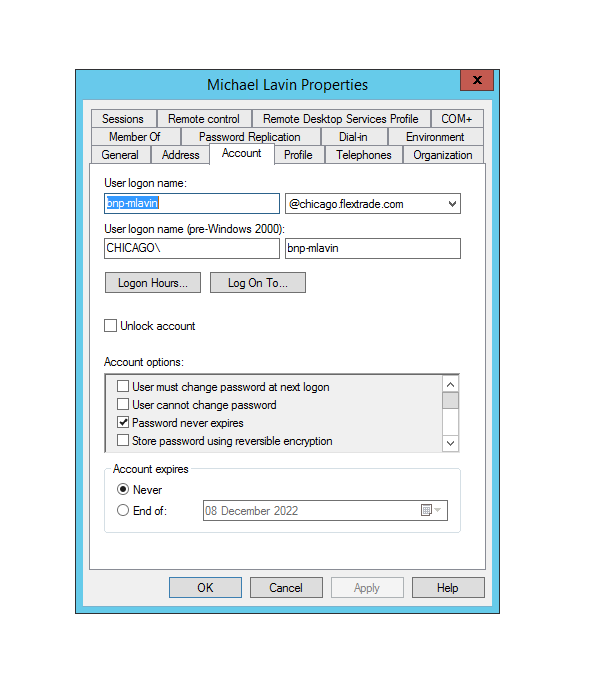 Michael Lavin Properties
x
Sessions Remote control Remote Desktop Services Profile COM+
Member Of Password Replication Dial-in Environment
General Address Account Profile Telephones Organization
User logon name:
bnp-mlavin @chicago.flextrade.com
User logon name (pre-Windows 2000):
CHICAGO\ bnp-mlavin
Logon Hours... Log On To...
Unlock account
Account options:
User must change password at next logon
User cannot change password
Password never expires
Store password using reversible encryption
Account expires
Never
End of: 08 December 2022
OK Cancel Apply Help